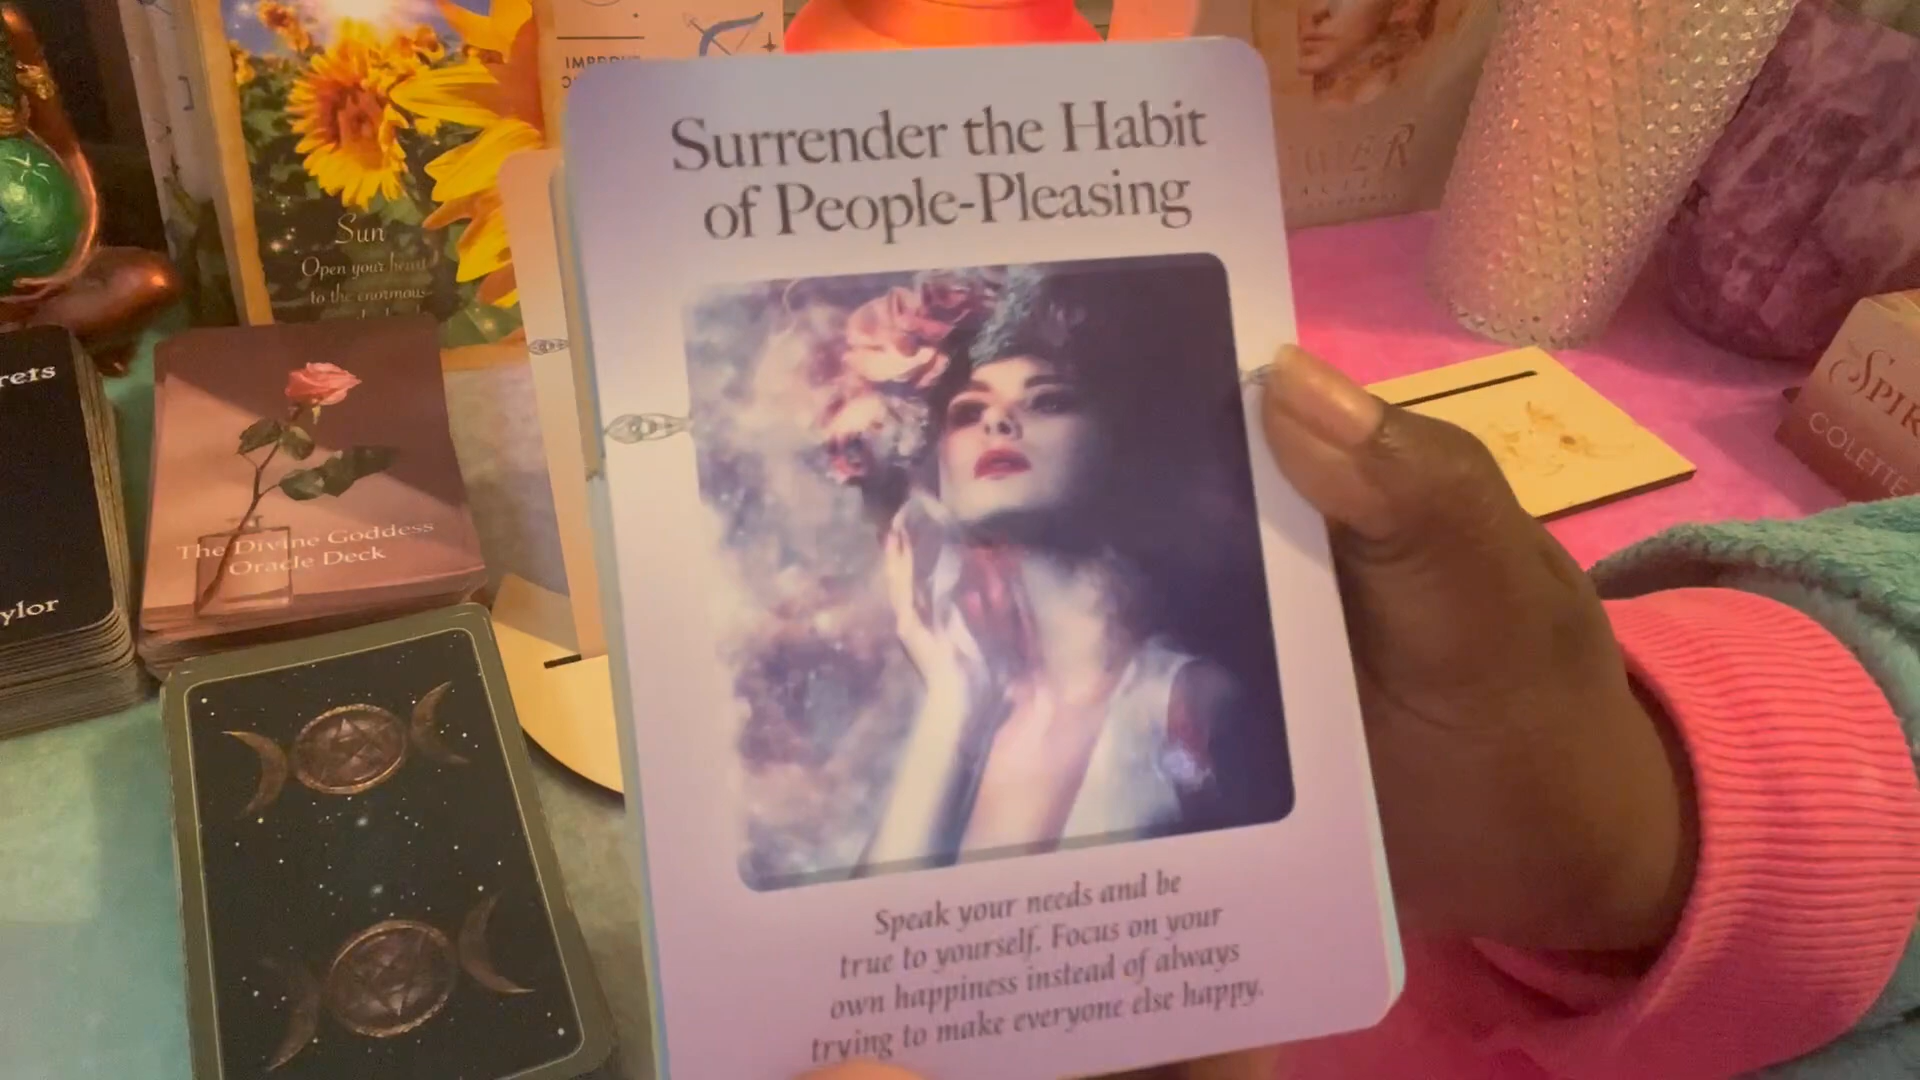 Surrender the Habit
of People-Pleasing
Speak your needs and be
true to yourself. Focus on your
own happiness instead of always
trying to make everyone else happy.
Sun
Open your heart
to the enormous
The Divine Goddess
Oracle Deck
rets
ylor
IMPROVE
WER
SPIR
COLETTE